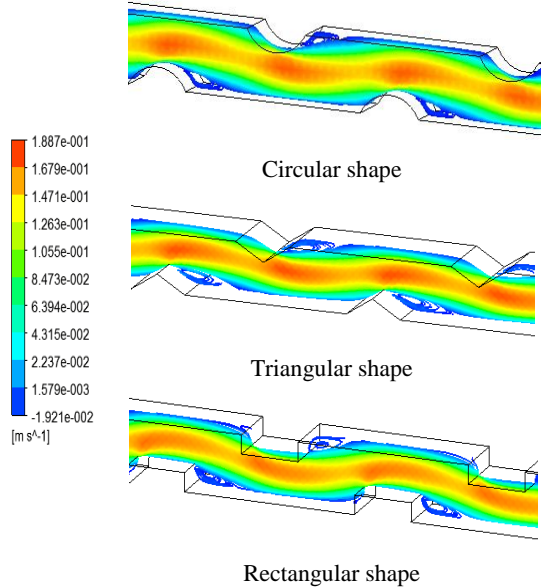 1.887e-001
1.679e-001
1.471e-001
1.263e-001
1.055e-001
8.473e-002
6.394e-002
4.315e-002
2.237e-002
1.579e-003
-1.921e-002
[m s^-1]
Circular shape
Triangular shape
Rectangular shape